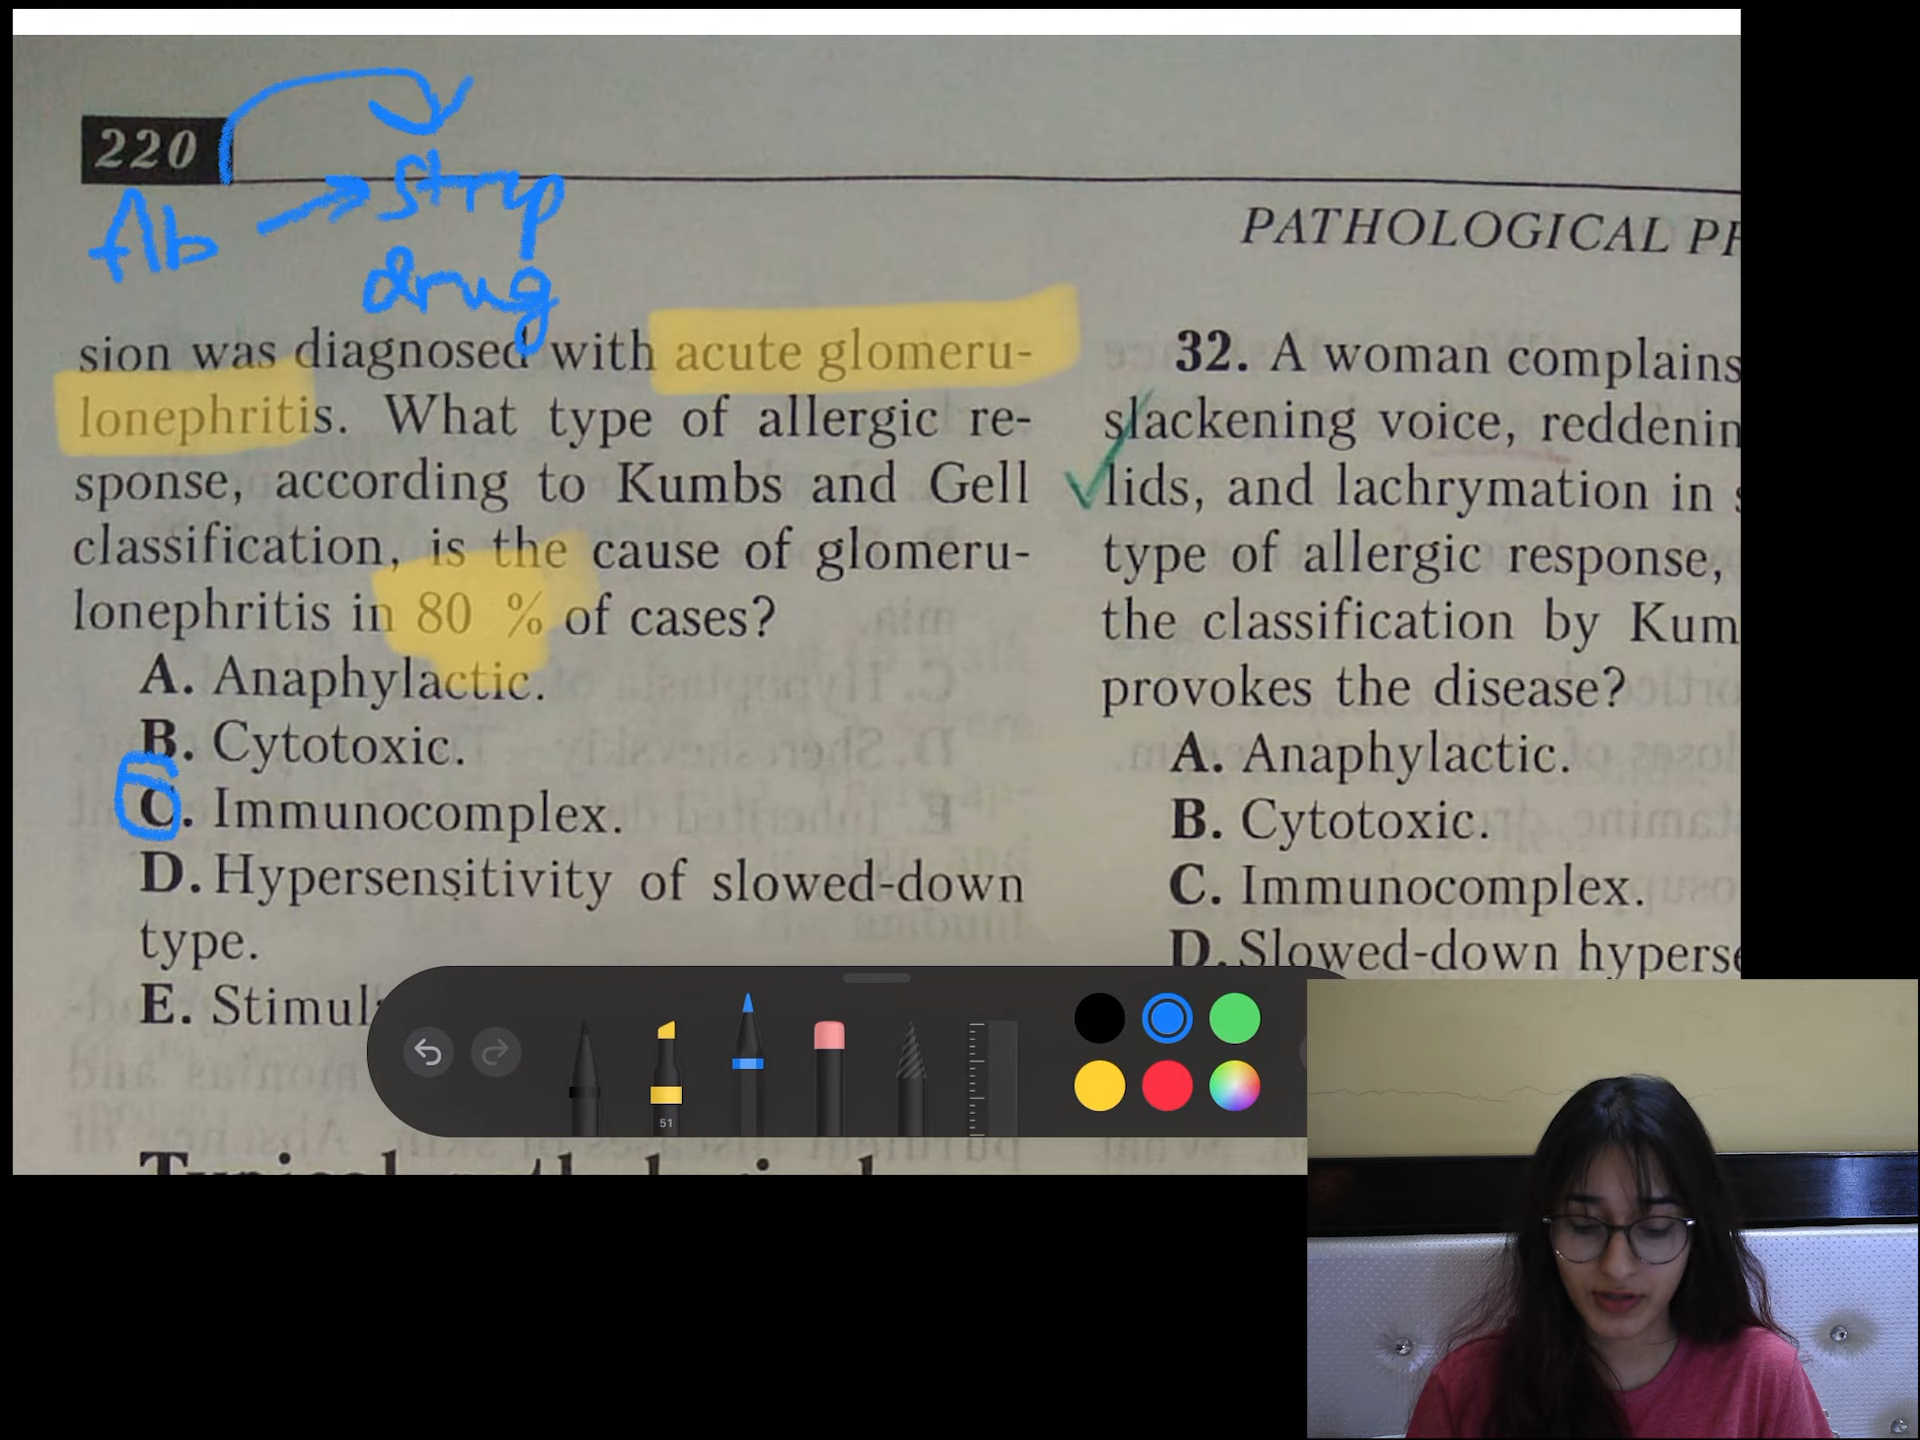 220
Ab → strep
drug
PATHOLOGICAL
sion was diagnosed with acute glomeru-
lonephritis. What type of allergic re-
sponse, according to Kumbs and Gell
classification, is the cause of glomeru-
lonephritis in 80 % of cases?
A. Anaphylactic.
B. Cytotoxic.
C. Immunocomplex.
D. Hypersensitivity of slowed-down
type.
E. Stimul
32. A woman complains
slackening voice, reddenin
lids, and lachrymation in
type of allergic response,
the classification by Kum
provokes the disease?
A. Anaphylactic.
B. Cytotoxic.
C. Immunocomplex.
D. Slowed-down hyperse
51